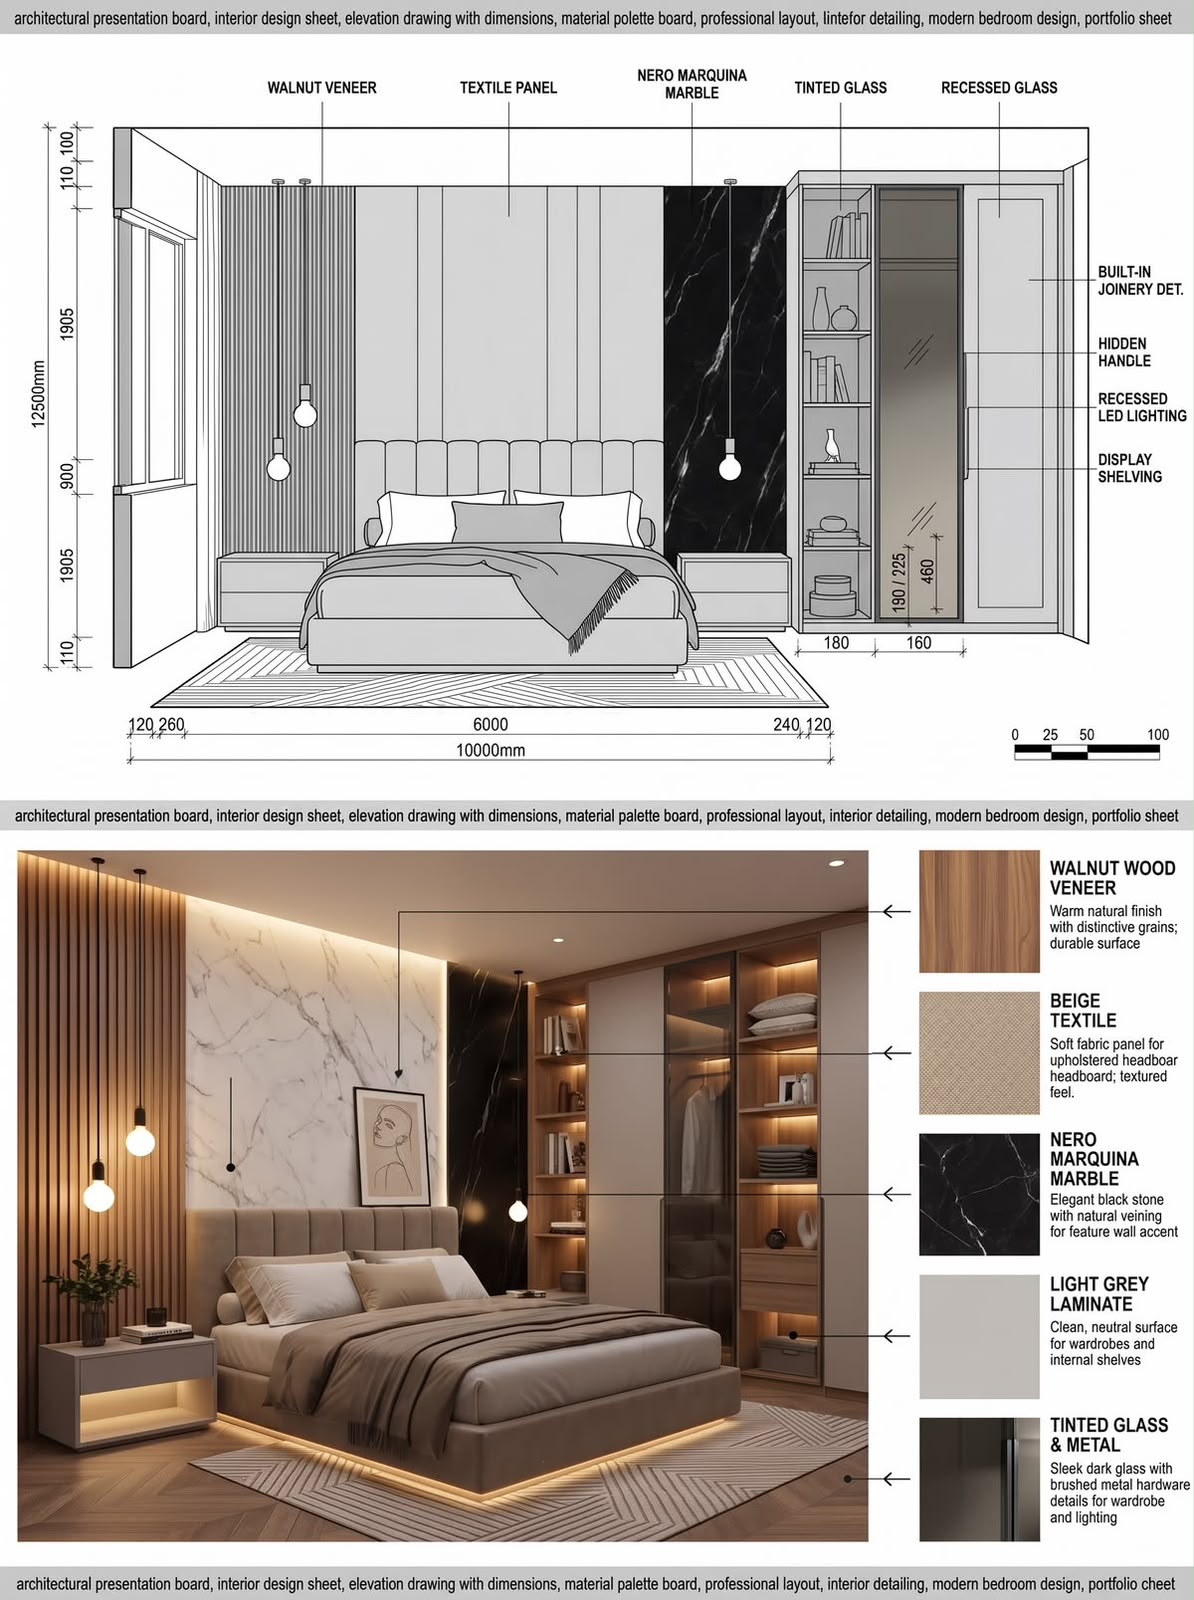 architectural presentation board, interior design sheet, elevation drawing with dimensions, material polette board, professional layout, lintefor detailing, modern bedroom design, portfolio sheet
WALNUT VENEER
TEXTILE PANEL
NERO MARQUINA
MARBLE
TINTED GLASS
RECESSED GLASS
100
110
1905
12500mm
900
1905
110
BUILT-IN
JOINERY DET.
HIDDEN
HANDLE
RECESSED
LED LIGHTING
DISPLAY
SHELVING
190 / 225
460
180
160
120 260
6000
240 120
10000mm
0 25 50 100
architectural presentation board, interior design sheet, elevation drawing with dimensions, material palette board, professional layout, interior detailing, modern bedroom design, portfolio sheet
WALNUT WOOD
VENEER
Warm natural finish
with distinctive grains;
durable surface
BEIGE
TEXTILE
Soft fabric panel for
upholstered headboar
headboard; textured
feel.
NERO
MARQUINA
MARBLE
Elegant black stone
with natural veining
for feature wall accent
LIGHT GREY
LAMINATE
Clean, neutral surface
for wardrobes and
internal shelves
TINTED GLASS
& METAL
Sleek dark glass with
brushed metal hardware
details for wardrobe
and lighting
architectural presentation board, interior design sheet, elevation drawing with dimensions, material palette board, professional layout, interior detailing, modern bedroom design, portfolio cheet